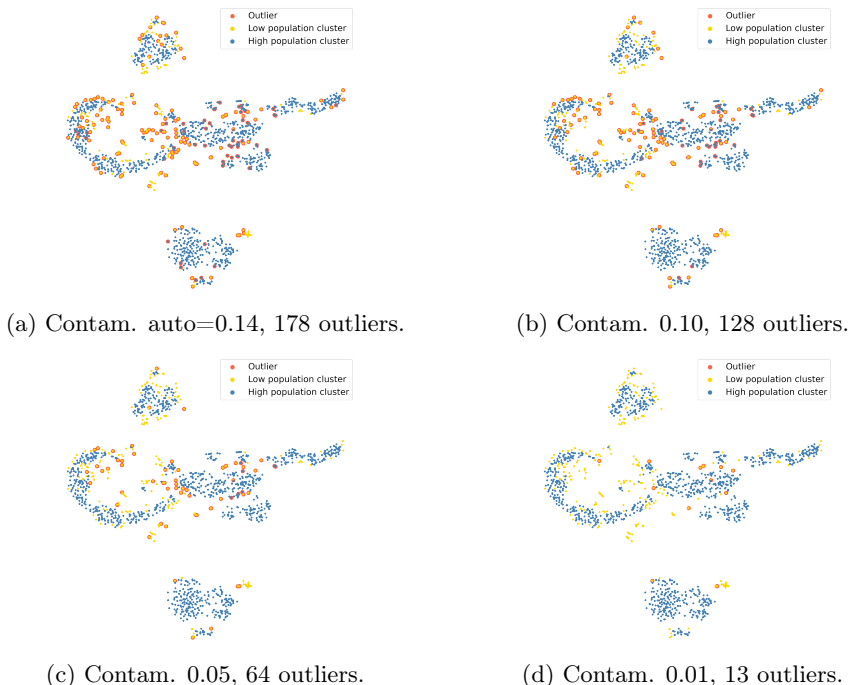 Outlier
Low population cluster
High population cluster
Outlier
Low population cluster
High population cluster
(a) Contam. auto=0.14, 178 outliers.
(b) Contam. 0.10, 128 outliers.
Outlier
Low population cluster
High population cluster
Outlier
Low population cluster
High population cluster
(c) Contam. 0.05, 64 outliers.
(d) Contam. 0.01, 13 outliers.